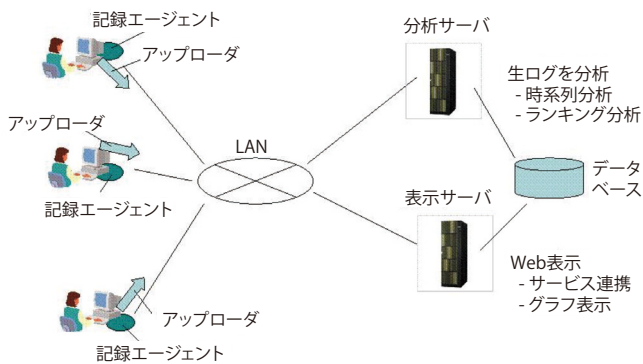 記録エージェント
アップローダ
アップローダ
記録エージェント
アップローダ
記録エージェント
LAN
分析サーバ
生ログを分析
- 時系列分析
- ランキング分析
データ
ベース
表示サーバ
Web表示
- サービス連携
- グラフ表示